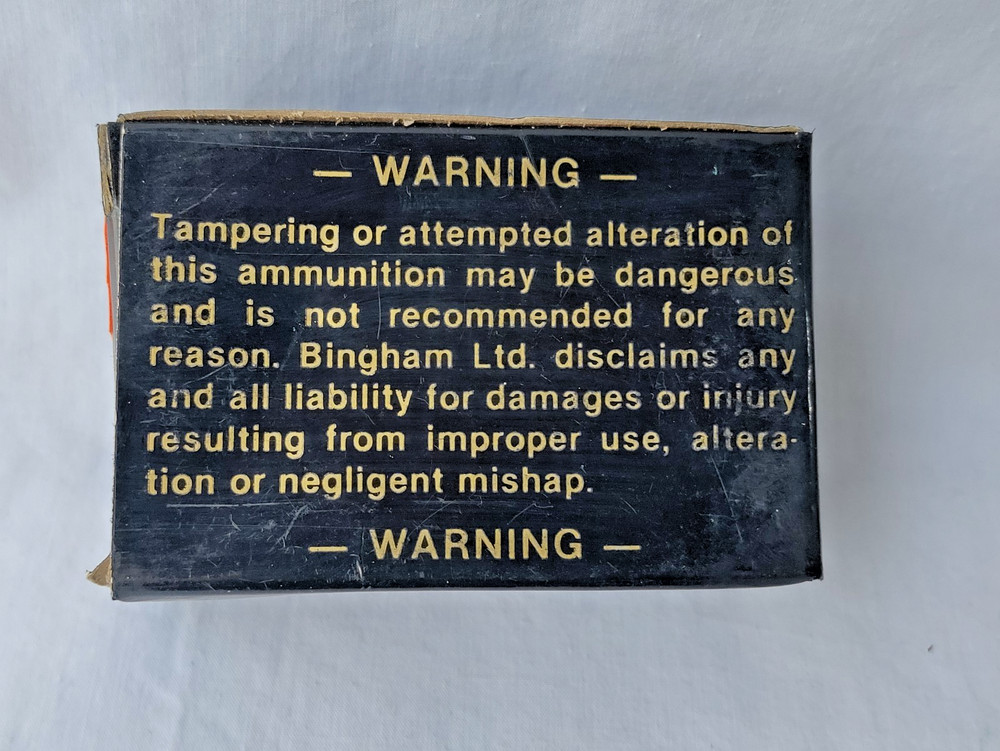 — WARNING —
Tampering or attempted alteration of
this ammunition may be dangerous
and is not recommended for any
reason. Bingham Ltd. disclaims any
and all liability for damages or injury
resulting from improper use, altera-
tion or negligent mishap.
— WARNING —